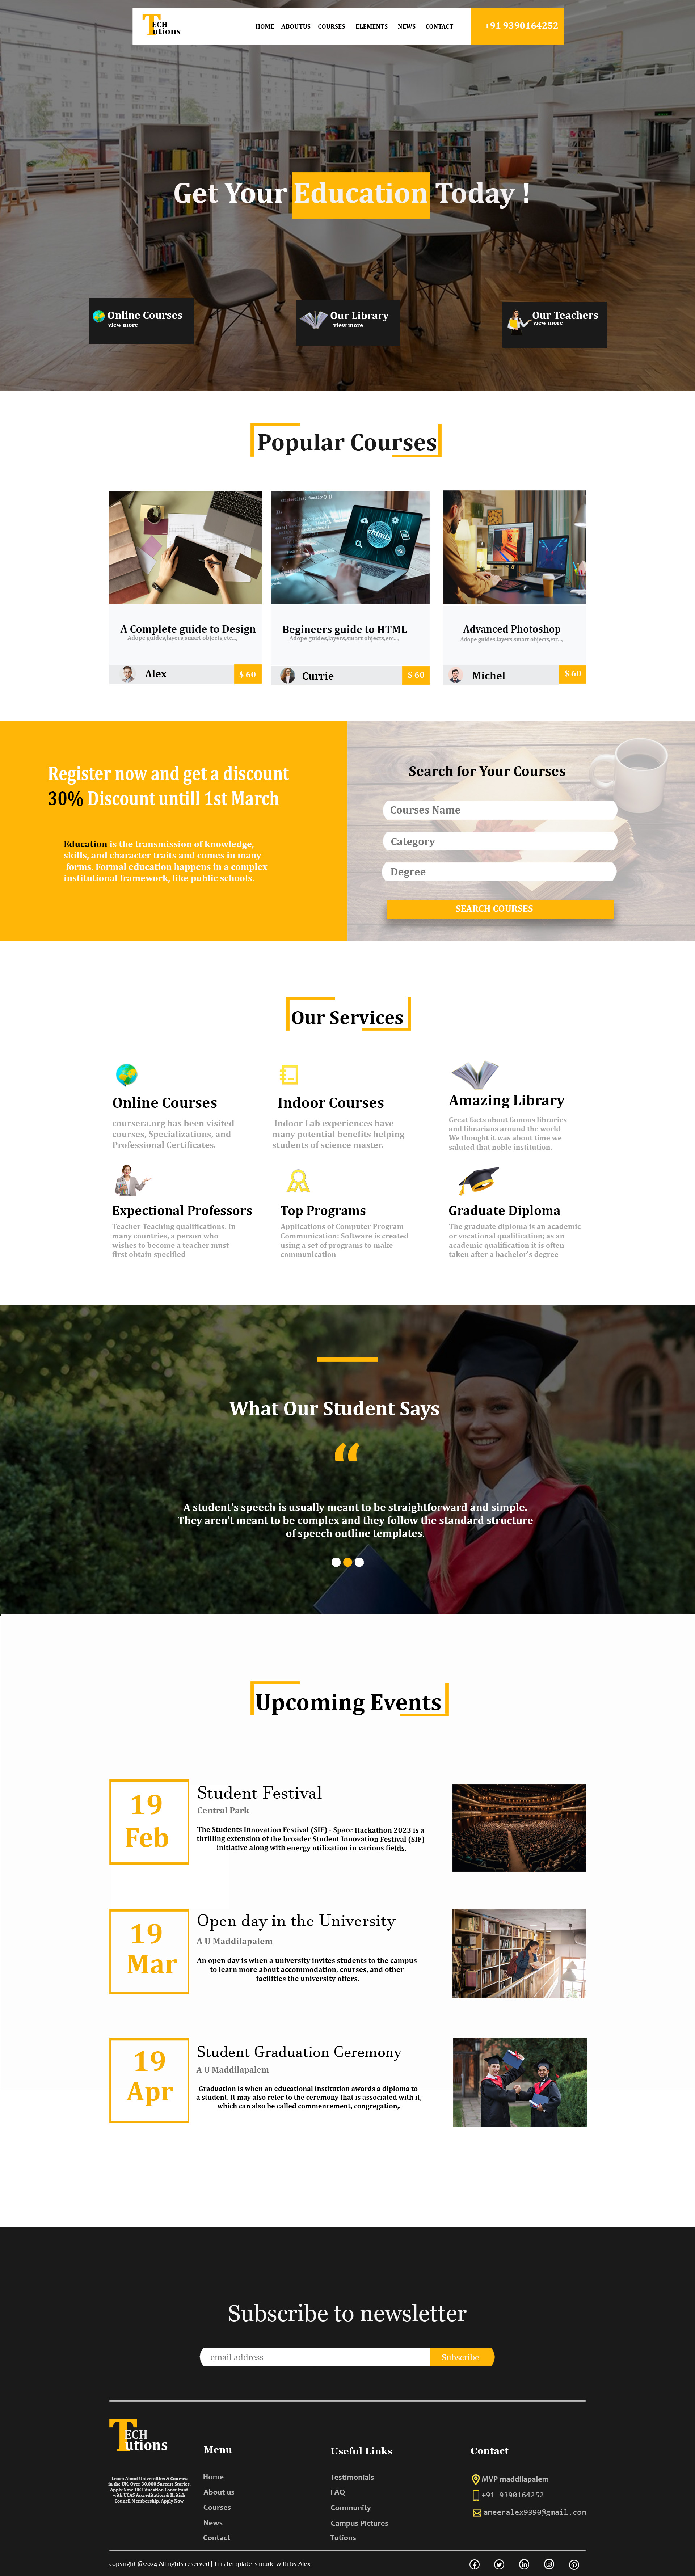 TECH
Tutions
HOME ABOUTUS COURSES ELEMENTS NEWS CONTACT
+91 9390164252
Get Your Education Today !
Online Courses
view more
Our Library
view more
Our Teachers
view more
Popular Courses
A Complete guide to Design
Adope guides,layers,smart objects,etc...,
Alex
$ 60
<html>
Begineers guide to HTML
Adope guides,layers,smart objects,etc...,
Currie
$ 60
Advanced Photoshop
Adope guides,layers,smart objects,etc...,
Michel
$ 60
Register now and get a discount
30% Discount untill 1st March
Education is the transmission of knowledge,
skills, and character traits and comes in many
forms. Formal education happens in a complex
institutional framework, like public schools.
Search for Your Courses
Courses Name
Category
Degree
SEARCH COURSES
Our Services
Online Courses
coursera.org has been visited
courses, Specializations, and
Professional Certificates.
Indoor Courses
Indoor Lab experiences have
many potential benefits helping
students of science master.
Amazing Library
Great facts about famous libraries
and librarians around the world
We thought it was about time we
saluted that noble institution.
Expectional Professors
Teacher Teaching qualifications. In
many countries, a person who
wishes to become a teacher must
first obtain specified
Top Programs
Applications of Computer Program
Communication: Software is created
using a set of programs to make
communication
Graduate Diploma
The graduate diploma is an academic
or vocational qualification; as an
academic qualification it is often
taken after a bachelor's degree
What Our Student Says
“
A student's speech is usually meant to be straightforward and simple.
They aren't meant to be complex and they follow the standard structure
of speech outline templates.
Upcoming Events
19
Feb
Student Festival
Central Park
The Students Innovation Festival (SIF) - Space Hackathon 2023 is a
thrilling extension of the broader Student Innovation Festival (SIF)
initiative along with energy utilization in various fields,
19
Mar
Open day in the University
A U Maddilapalem
An open day is when a university invites students to the campus
to learn more about accommodation, courses, and other
facilities the university offers.
19
Apr
Student Graduation Ceremony
A U Maddilapalem
Graduation is when an educational institution awards a diploma to
a student. It may also refer to the ceremony that is associated with it,
which can also be called commencement, congregation,.
Subscribe to newsletter
email address
Subscribe
TECH
Tutions
Learn About Universities & Courses
in the UK. Over 30,000 Success Stories.
Apply Now. UK Education Consultant
with UCAS Accreditation & British
Council Membership. Apply Now.
Menu
Home
About us
Courses
News
Contact
Useful Links
Testimonials
FAQ
Community
Campus Pictures
Tutions
Contact
MVP maddilapalem
+91 9390164252
ameeralex9390@gmail.com
copyright @2024 All rights reserved | This template is made with by Alex